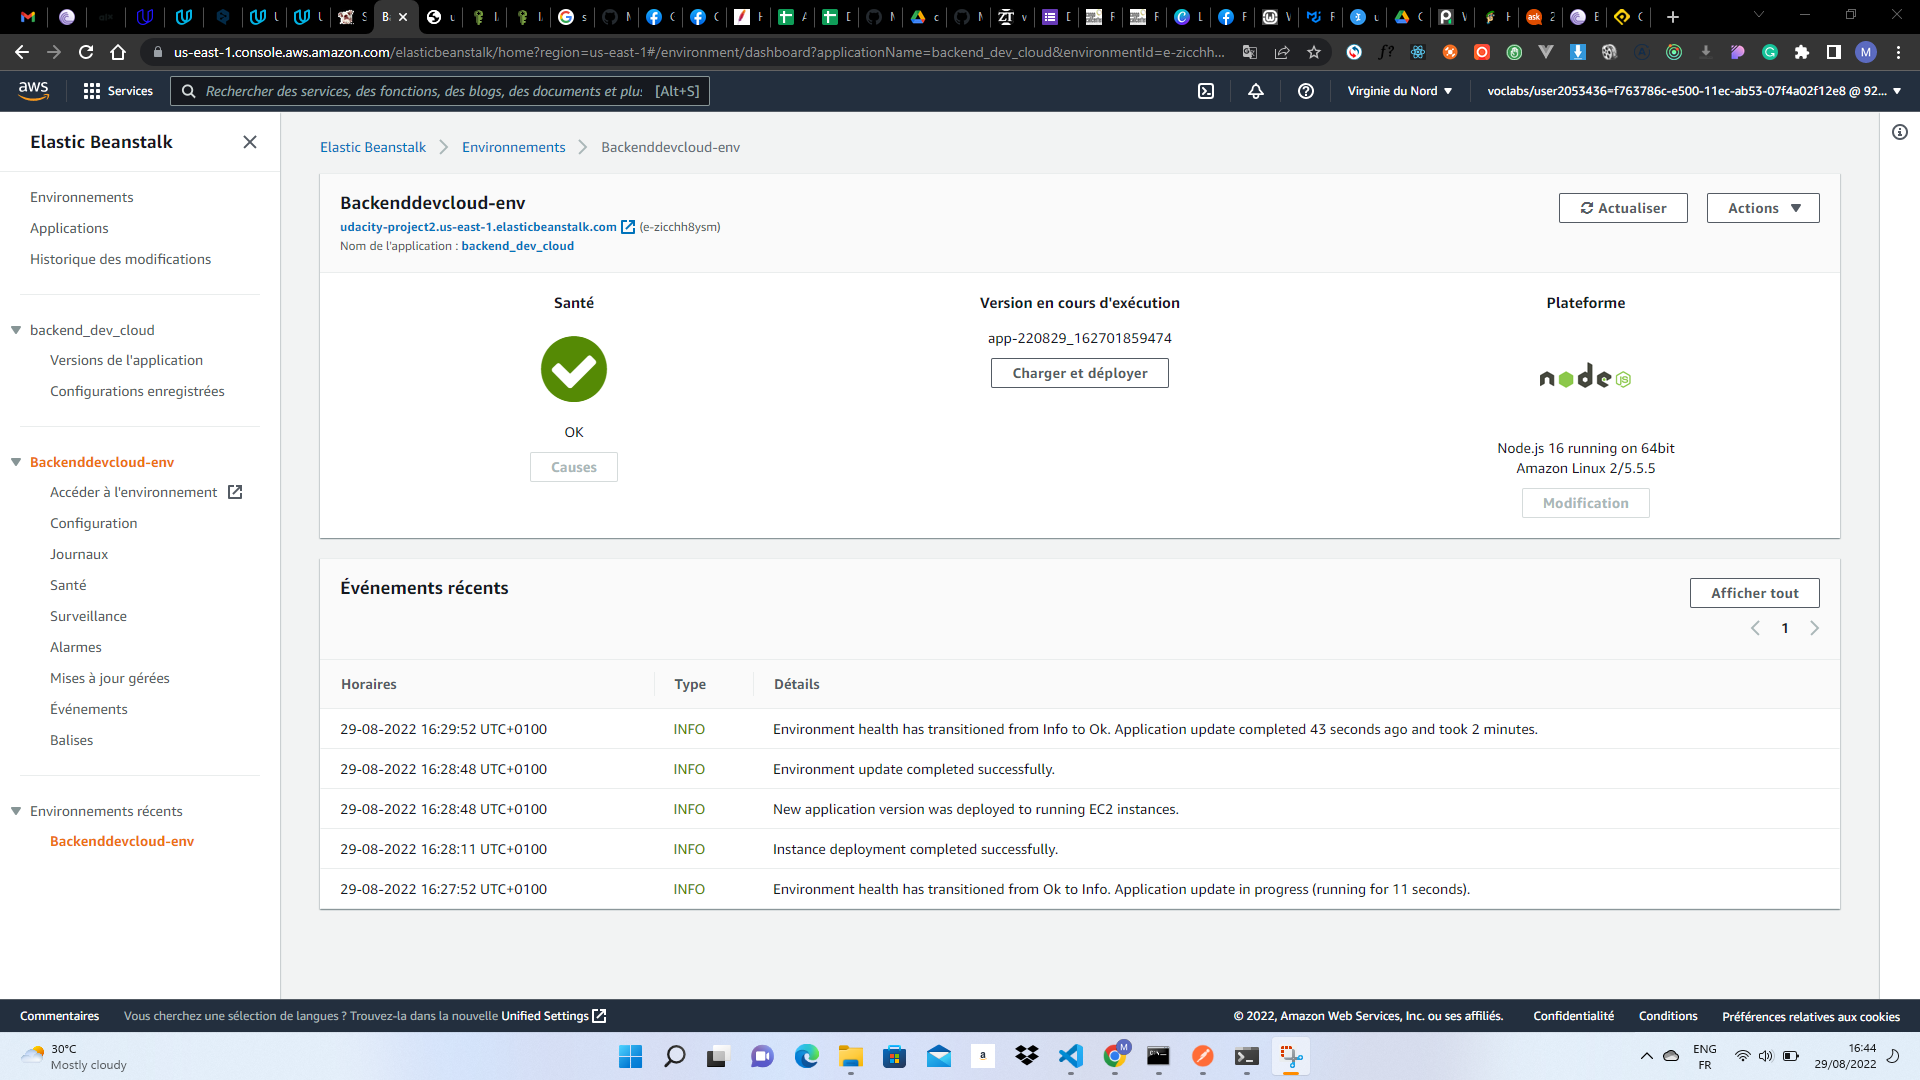 us-east-1.console.aws.amazon.com/elasticbeanstalk/home?region=us-east-1#/environment/dashboard?applicationName=backend_dev_cloud&environmentId=e-zicchh...
aws
Services
Rechercher des services, des fonctions, des blogs, des documents et plu: [Alt+S]
Virginie du Nord
voclabs/user2053436=f763786c-e500-11ec-ab53-07f4a02f12e8 @ 92...
Elastic Beanstalk
Environnements
Applications
Historique des modifications
backend_dev_cloud
Versions de l'application
Configurations enregistrées
Backenddevcloud-env
Accéder à l'environnement
Configuration
Journaux
Santé
Surveillance
Alarmes
Mises à jour gérées
Événements
Balises
Environnements récents
Backenddevcloud-env
Elastic Beanstalk
Environnements
Backenddevcloud-env
Backenddevcloud-env
udacity-project2.us-east-1.elasticbeanstalk.com (e-zicchh8ysm)
Nom de l'application : backend_dev_cloud
Actualiser
Actions
Santé
OK
Causes
Version en cours d'exécution
app-220829_162701859474
Charger et déployer
Plateforme
node JS
Node.js 16 running on 64bit
Amazon Linux 2/5.5.5
Modification
Événements récents
Afficher tout
1
Horaires Type Détails
29-08-2022 16:29:52 UTC+0100 INFO Environment health has transitioned from Info to Ok. Application update completed 43 seconds ago and took 2 minutes.
29-08-2022 16:28:48 UTC+0100 INFO Environment update completed successfully.
29-08-2022 16:28:48 UTC+0100 INFO New application version was deployed to running EC2 instances.
29-08-2022 16:28:11 UTC+0100 INFO Instance deployment completed successfully.
29-08-2022 16:27:52 UTC+0100 INFO Environment health has transitioned from Ok to Info. Application update in progress (running for 11 seconds).
Commentaires
Vous cherchez une sélection de langues ? Trouvez-la dans la nouvelle Unified Settings
© 2022, Amazon Web Services, Inc. ou ses affiliés.
Confidentialité
Conditions
Préférences relatives aux cookies
30°C
Mostly cloudy
ENG
FR
16:44
29/08/2022